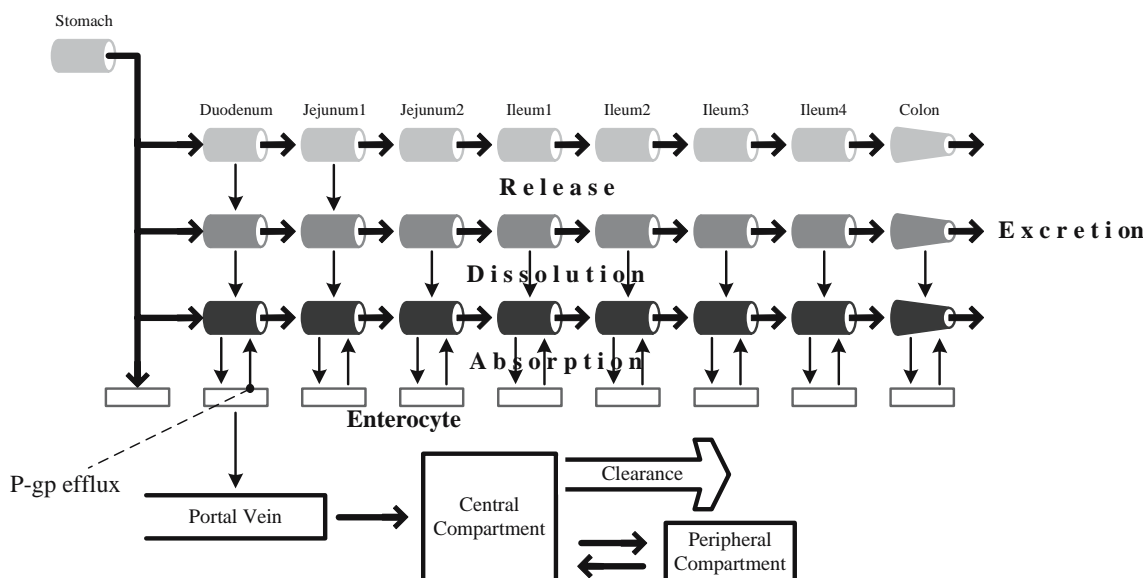 Stomach
Duodenum Jejunum1 Jejunum2 Ileum1 Ileum2 Ileum3 Ileum4 Colon
Release
Excretion
Dissolution
Absorption
Enterocyte
P-gp efflux
Clearance
Portal Vein
Central
Compartment
Peripheral
Compartment